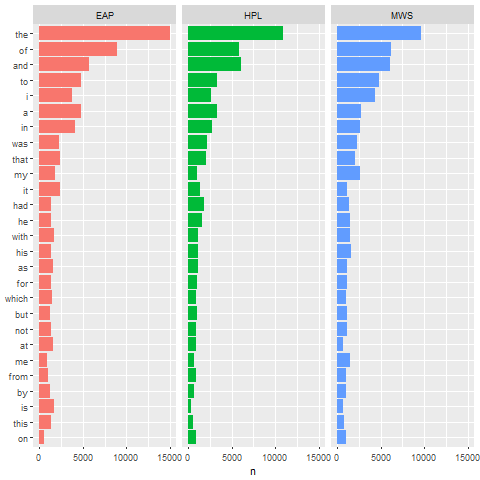 EAP HPL MWS
the
of
and
to
i
a
in
was
that
my
it
had
he
with
his
as
for
which
but
not
at
me
from
by
is
this
on
0 5000 10000 15000 0 5000 10000 15000 0 5000 10000 15000
n